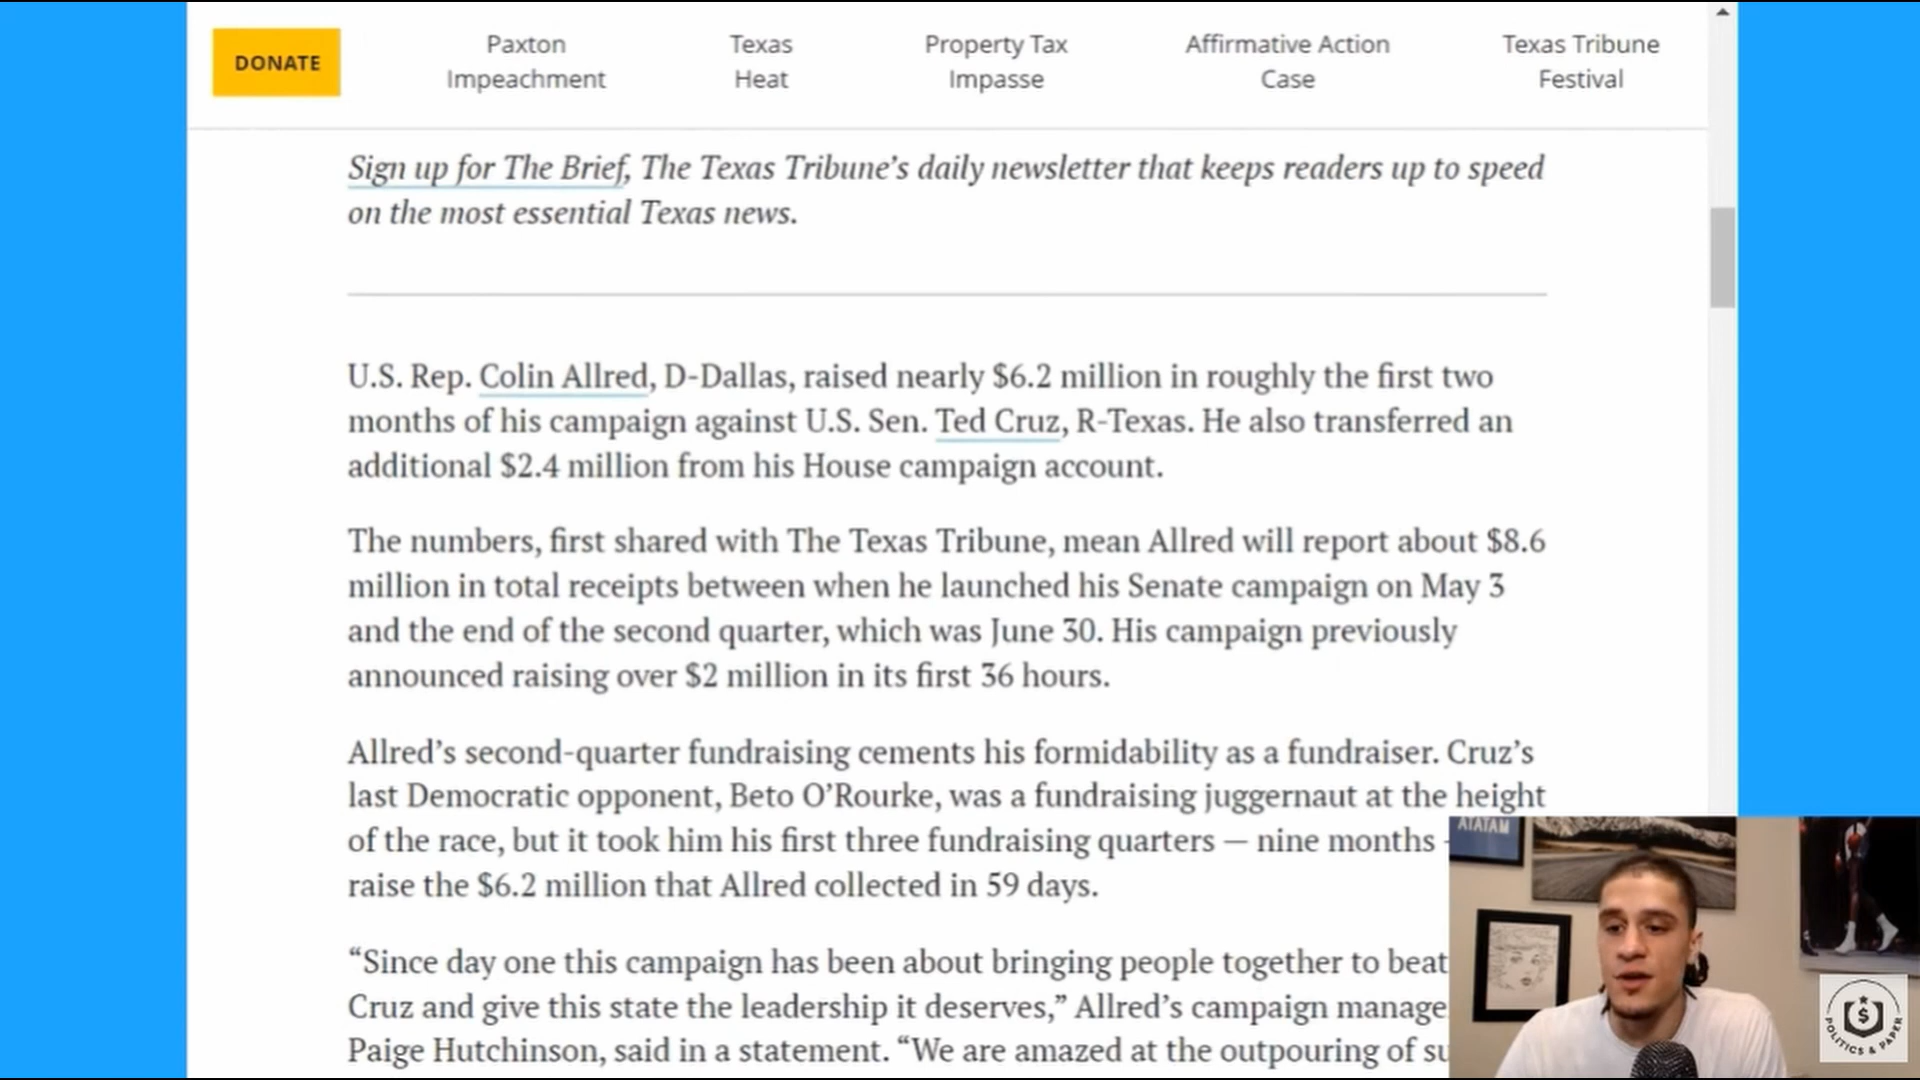 DONATE
Paxton
Impeachment
Texas
Heat
Property Tax
Impasse
Affirmative Action
Case
Texas Tribune
Festival
Sign up for The Brief, The Texas Tribune’s daily newsletter that keeps readers up to speed
on the most essential Texas news.
U.S. Rep. Colin Allred, D-Dallas, raised nearly $6.2 million in roughly the first two
months of his campaign against U.S. Sen. Ted Cruz, R-Texas. He also transferred an
additional $2.4 million from his House campaign account.
The numbers, first shared with The Texas Tribune, mean Allred will report about $8.6
million in total receipts between when he launched his Senate campaign on May 3
and the end of the second quarter, which was June 30. His campaign previously
announced raising over $2 million in its first 36 hours.
Allred’s second-quarter fundraising cements his formidability as a fundraiser. Cruz’s
last Democratic opponent, Beto O’Rourke, was a fundraising juggernaut at the height
of the race, but it took him his first three fundraising quarters — nine months
raise the $6.2 million that Allred collected in 59 days.
“Since day one this campaign has been about bringing people together to beat
Cruz and give this state the leadership it deserves,” Allred’s campaign manage
Paige Hutchinson, said in a statement. “We are amazed at the outpouring of su
POLITICS & PAPER